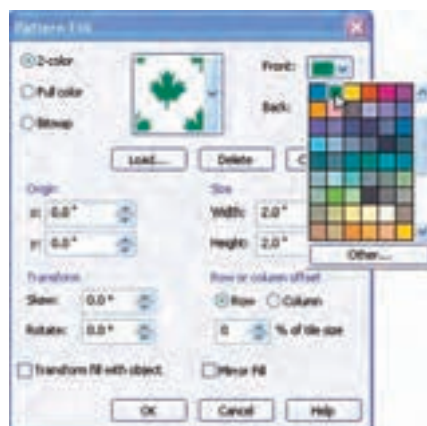 Pattern Fill
2-color
Front:
Full color
Back:
Bitmap
Load...
Delete
Origin
Size
x: 0.0 "
Width: 2.0 "
y: 0.0 "
Height: 2.0 "
Other...
Transform
Row or column offset
Skew: 0.0 °
Row
Column
Rotate: 0.0 °
0 % of tile size
Transform fill with object
Mirror Fill
OK
Cancel
Help